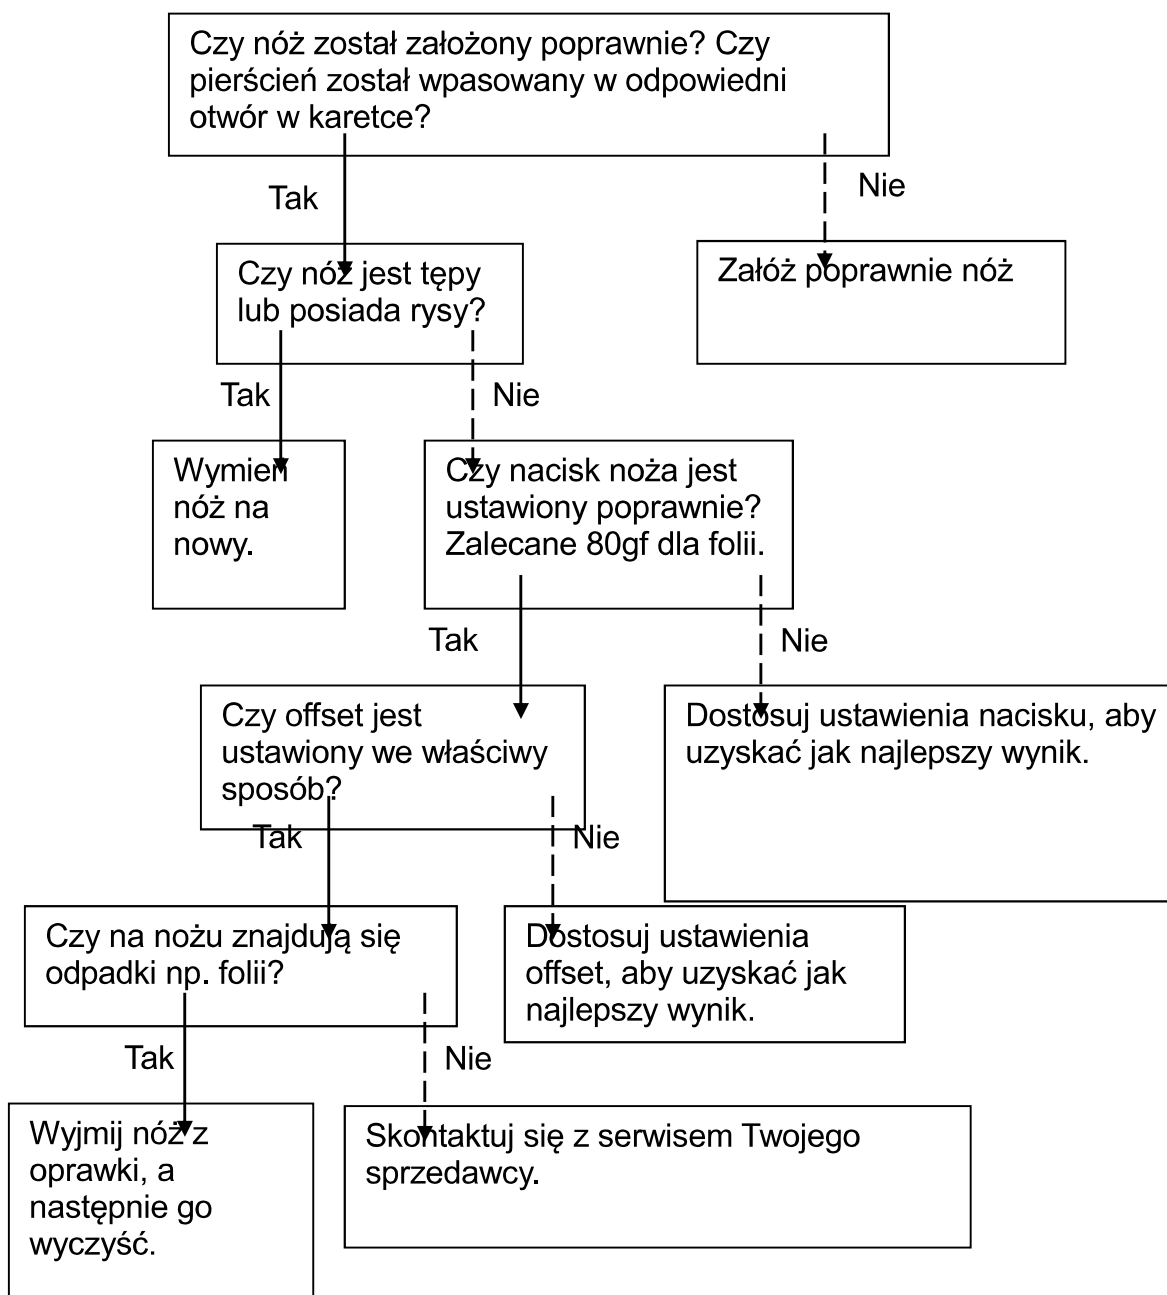 Czy nóż został założony poprawnie? Czy
pierścień został wpasowany w odpowiedni
otwór w karetce?
Tak
Nie
Czy nóż jest tępy
lub posiada rysy?
Załóż poprawnie nóż
Tak
Nie
Wymień
nóż na
nowy.
Czy nacisk noża jest
ustawiony poprawnie?
Zalecane 80gf dla folii.
Tak
Nie
Czy offset jest
ustawiony we właściwy
sposób?
Dostosuj ustawienia nacisku, aby
uzyskać jak najlepszy wynik.
Tak
Nie
Czy na nożu znajdują się
odpadki np. folii?
Dostosuj ustawienia
offset, aby uzyskać jak
najlepszy wynik.
Tak
Nie
Wyjmij nóż z
oprawki, a
następnie go
wyczyść.
Skontaktuj się z serwisem Twojego
sprzedawcy.